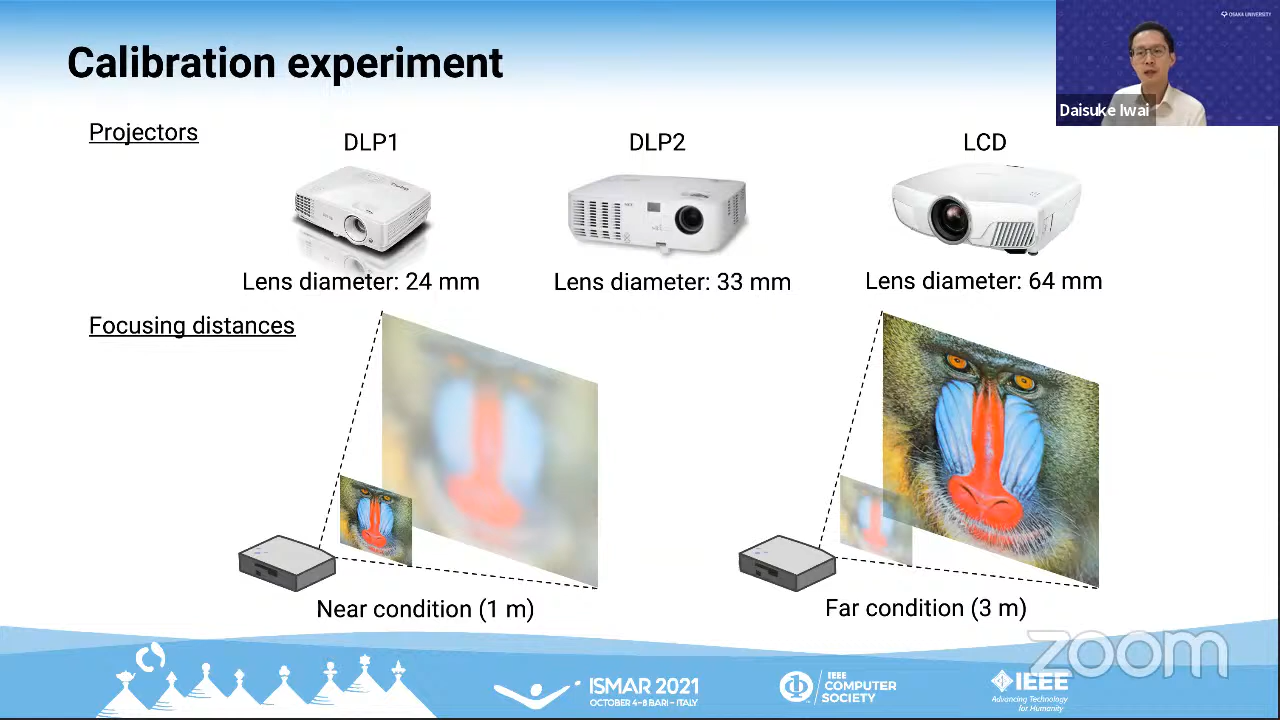 Calibration experiment
OSAKA UNIVERSITY
Daisuke Iwai
Projectors
DLP1
DLP2
LCD
Lens diameter: 24 mm
Lens diameter: 33 mm
Lens diameter: 64 mm
Focusing distances
Near condition (1 m)
Far condition (3 m)
zoom
ISMAR 2021
OCTOBER 4-8 BARI - ITALY
IEEE
COMPUTER
SOCIETY
IEEE
Advancing Technology
for Humanity